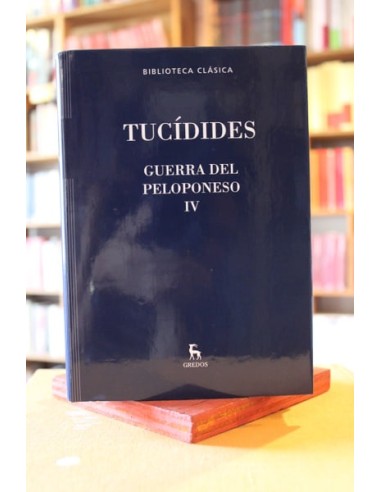 BIBLIOTECA CLÁSICA
TUCÍDIDES
GUERRA DEL
PELOPONESO
IV
GREDOS